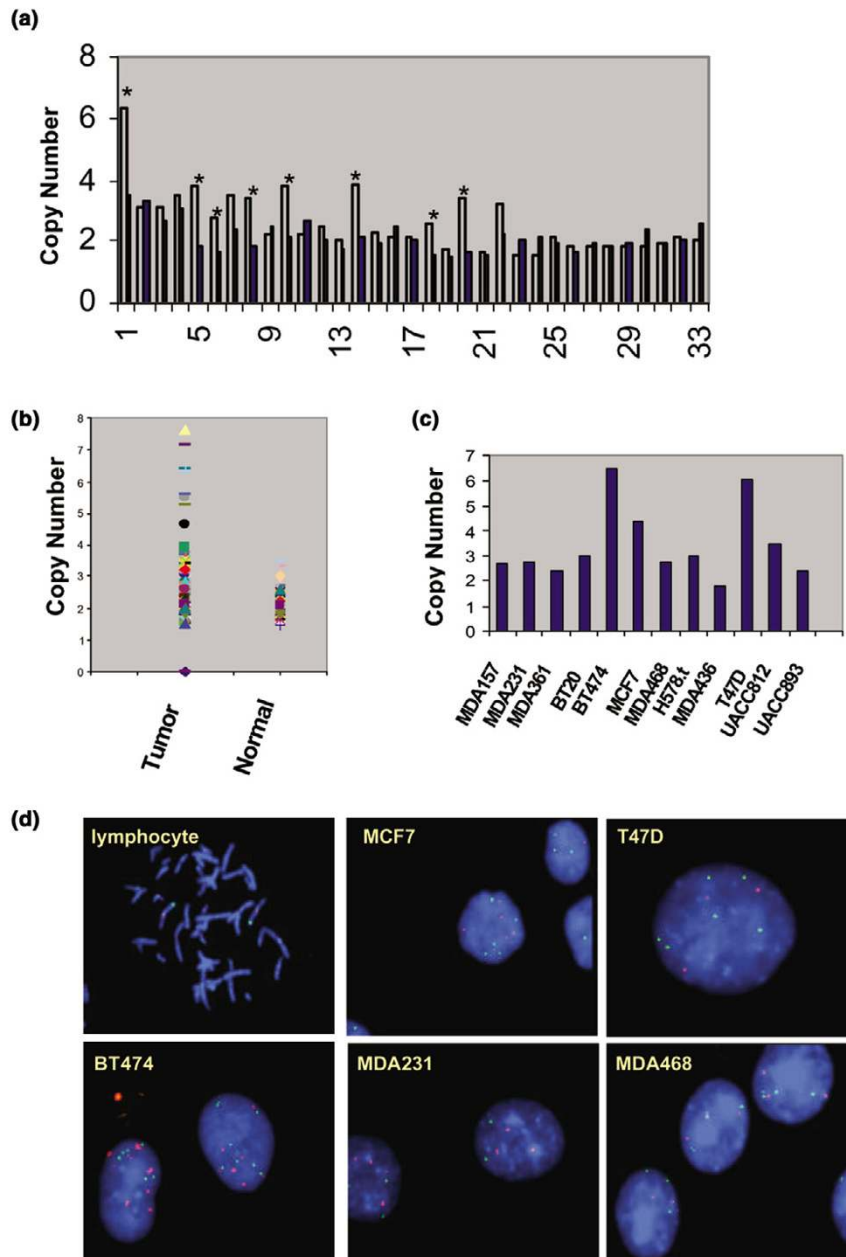 (a)
Copy Number
8
6
4
2
0
*
*
*
*
*
*
*
*
1
5
9
13
17
21
25
29
33
(b)
Copy Number
8
7
6
5
4
3
2
1
0
Tumor
Normal
(c)
Copy Number
7
6
5
4
3
2
1
0
MDA157
MDA231
MDA361
BT20
BT474
MCF7
MDA468
H578.t
MDA436
T47D
UACC812
UACC893
(d)
lymphocyte
MCF7
T47D
BT474
MDA231
MDA468